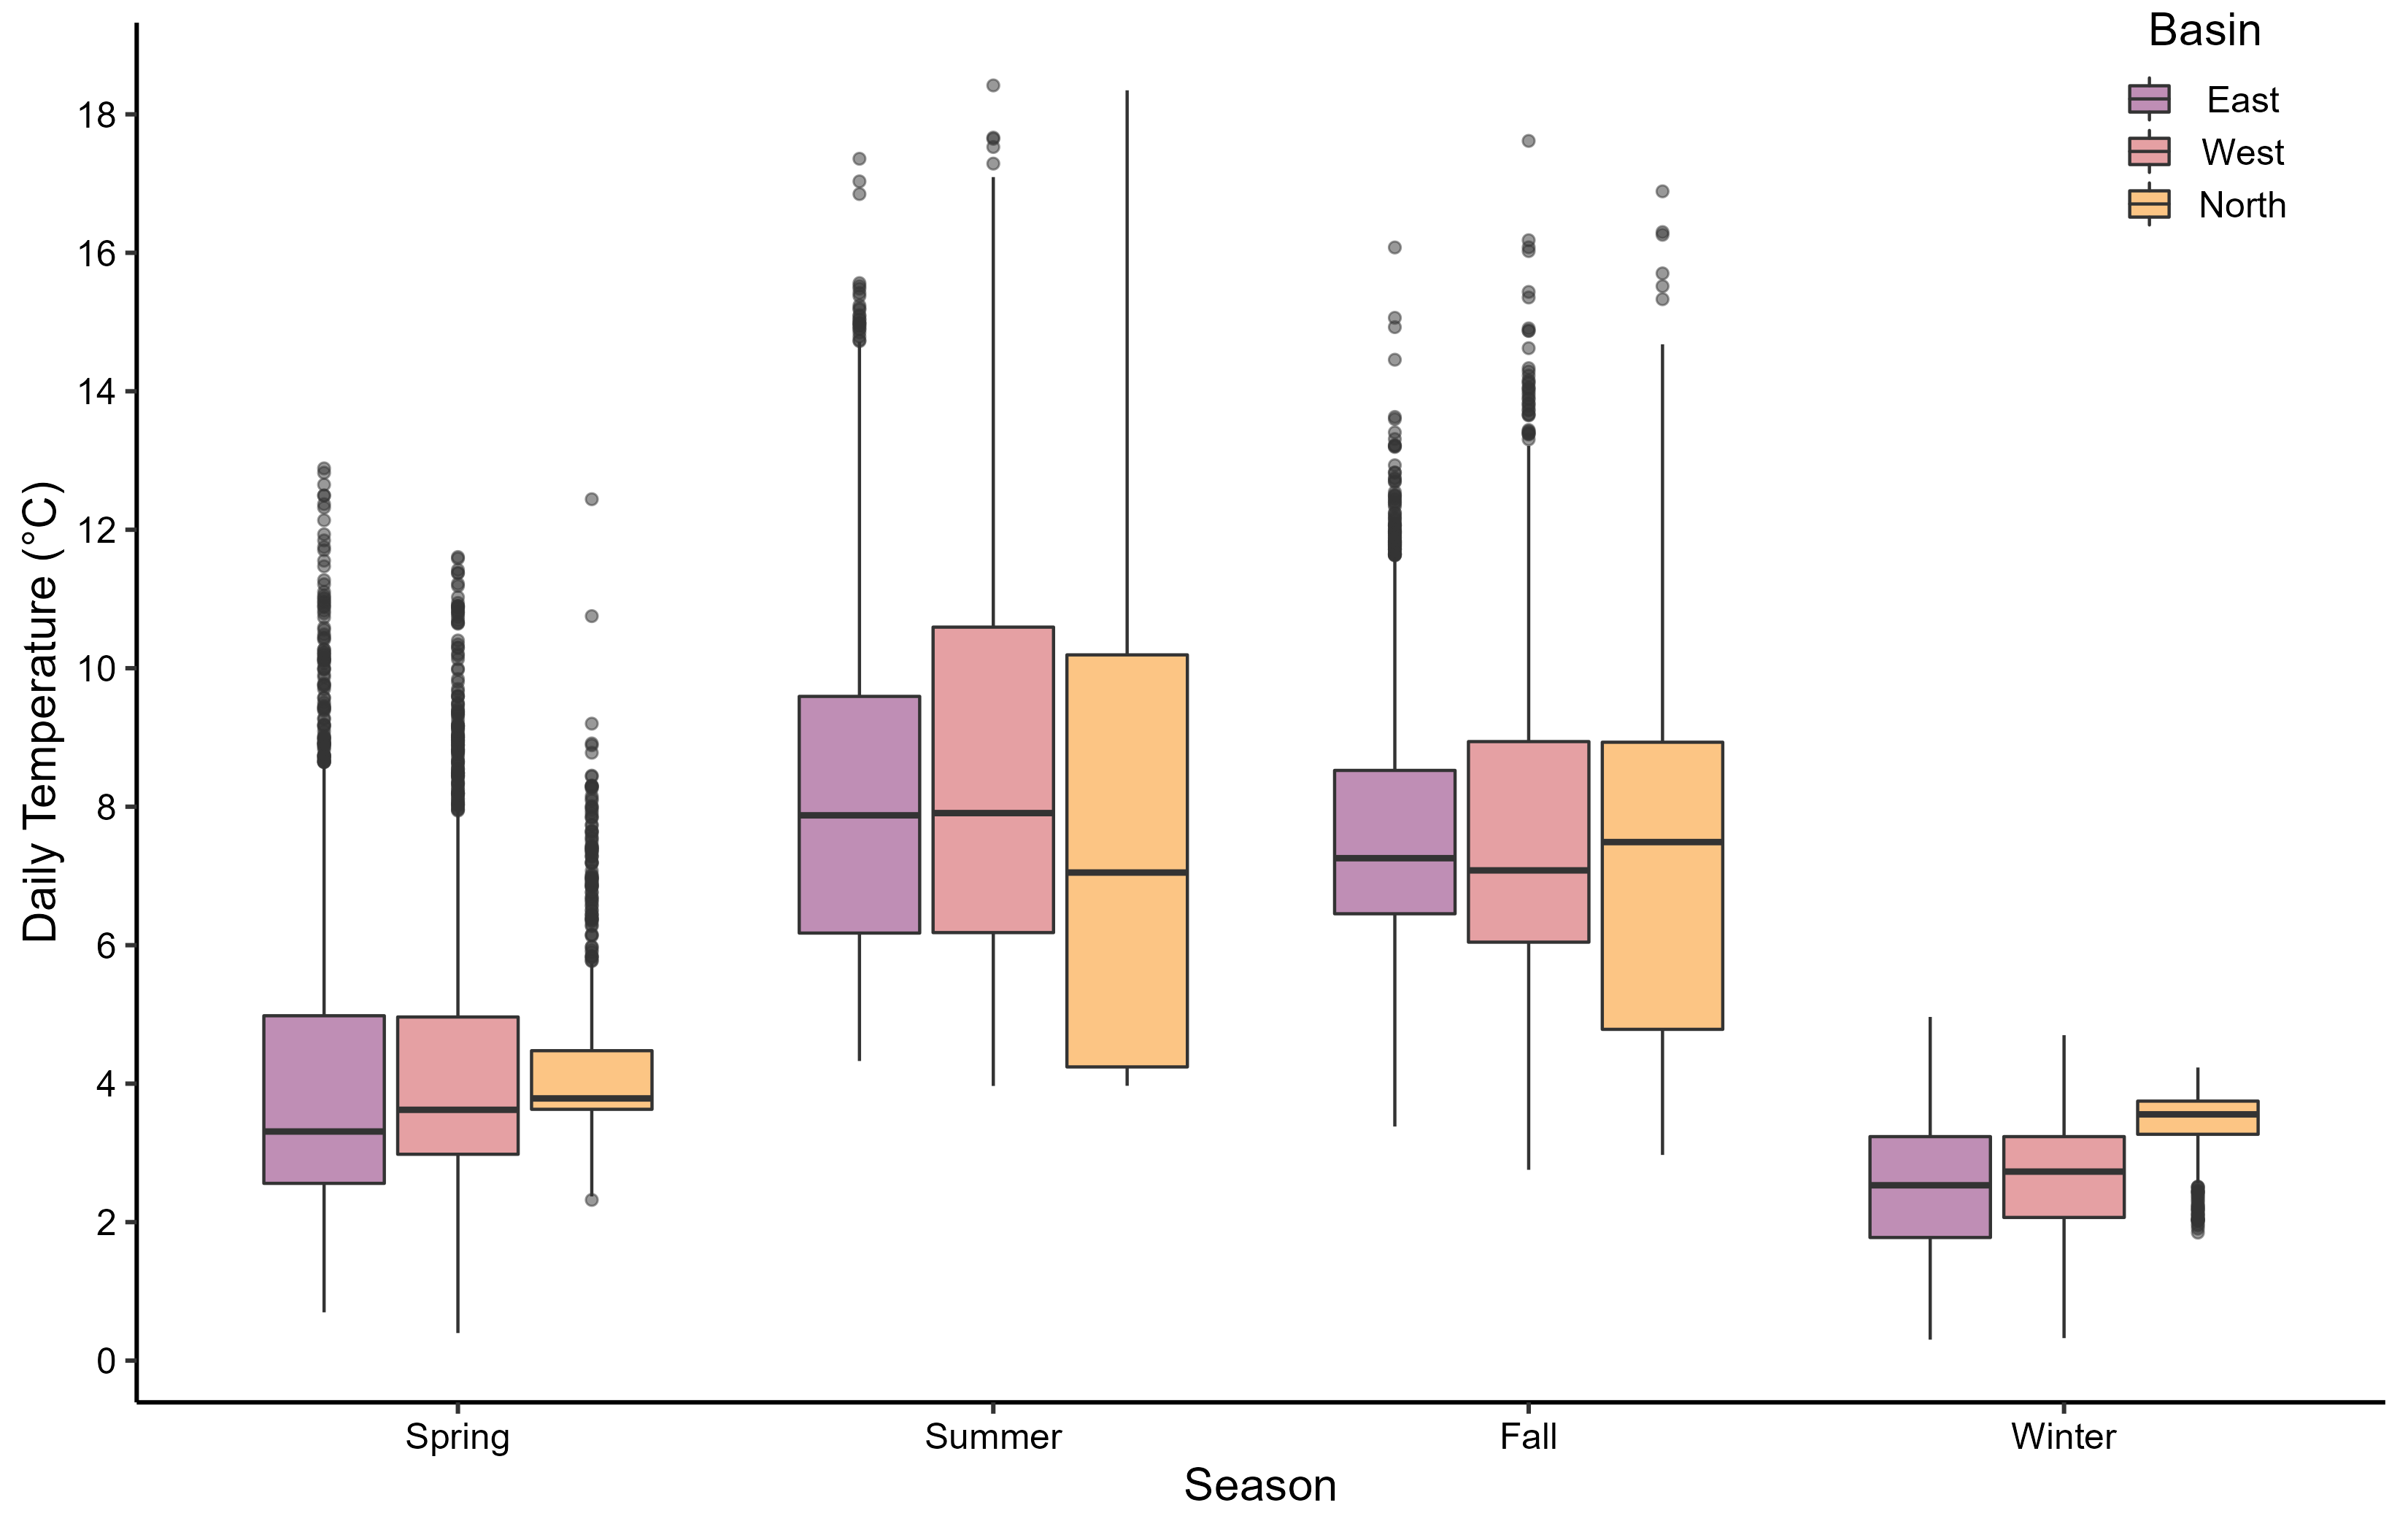 Basin
East
West
North
Daily Temperature (°C)
18
16
14
12
10
8
6
4
2
0
Spring
Summer
Fall
Winter
Season